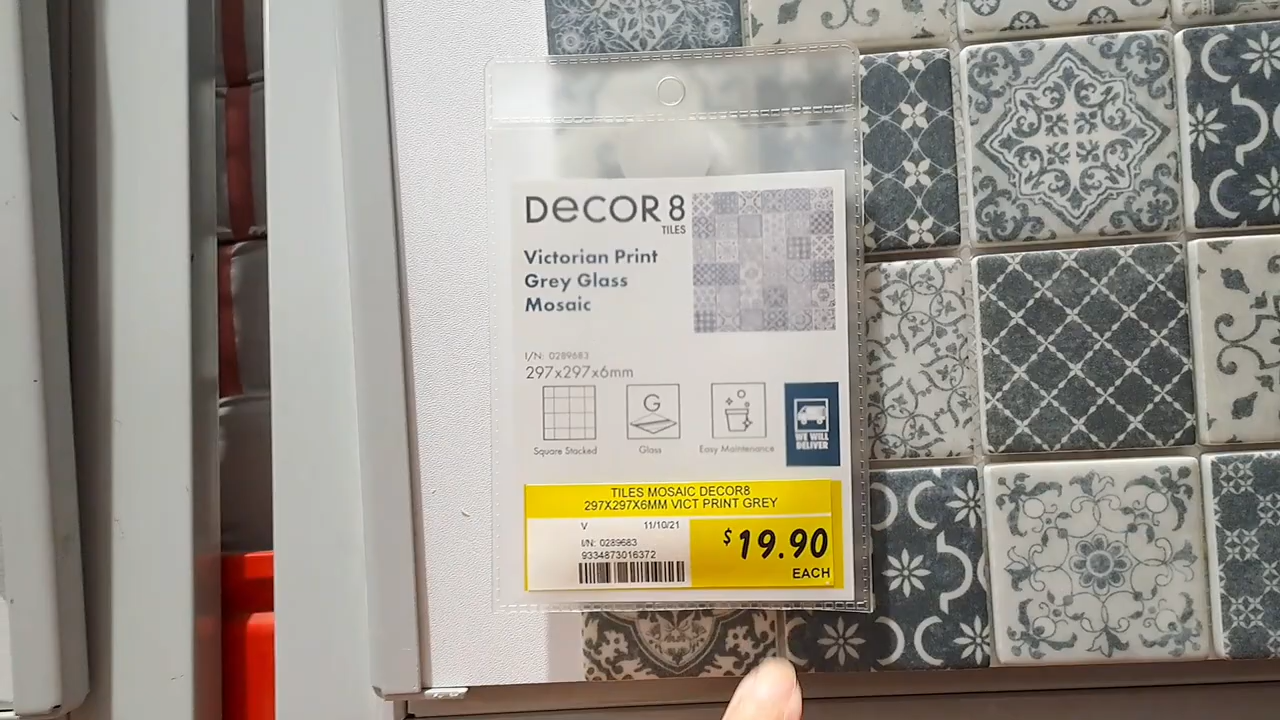 DECOR 8
TILES
Victorian Print
Grey Glass
Mosaic
I/N: 0289683
297x297x6mm
G
Square Stacked
Glass
Easy Maintenance
WE WILL
DELIVER
TILES MOSAIC DECOR8
297X297X6MM VICT PRINT GREY
V 11/10/21
I/N: 0289683
9334873016372
$19.90
EACH